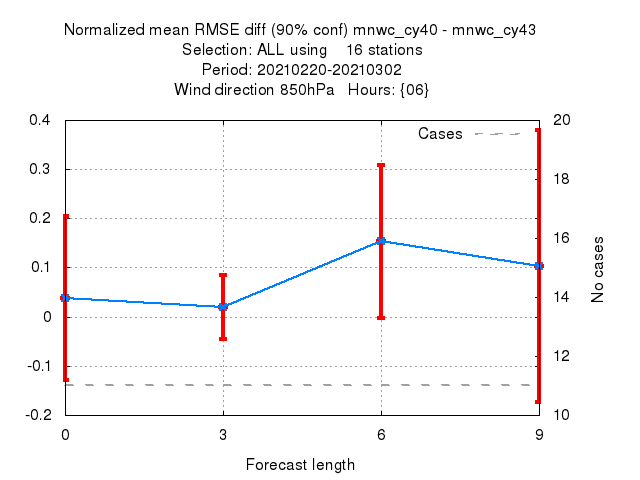 Normalized mean RMSE diff (90% conf) mnwc_cy40 - mnwc_cy43
Selection: ALL using    16 stations
Period: 20210220-20210302
Wind direction 850hPa   Hours: {06}
Cases
0.4
0.3
0.2
0.1
0
-0.1
-0.2
20
18
16
14
12
10
No cases
0 3 6 9
Forecast length